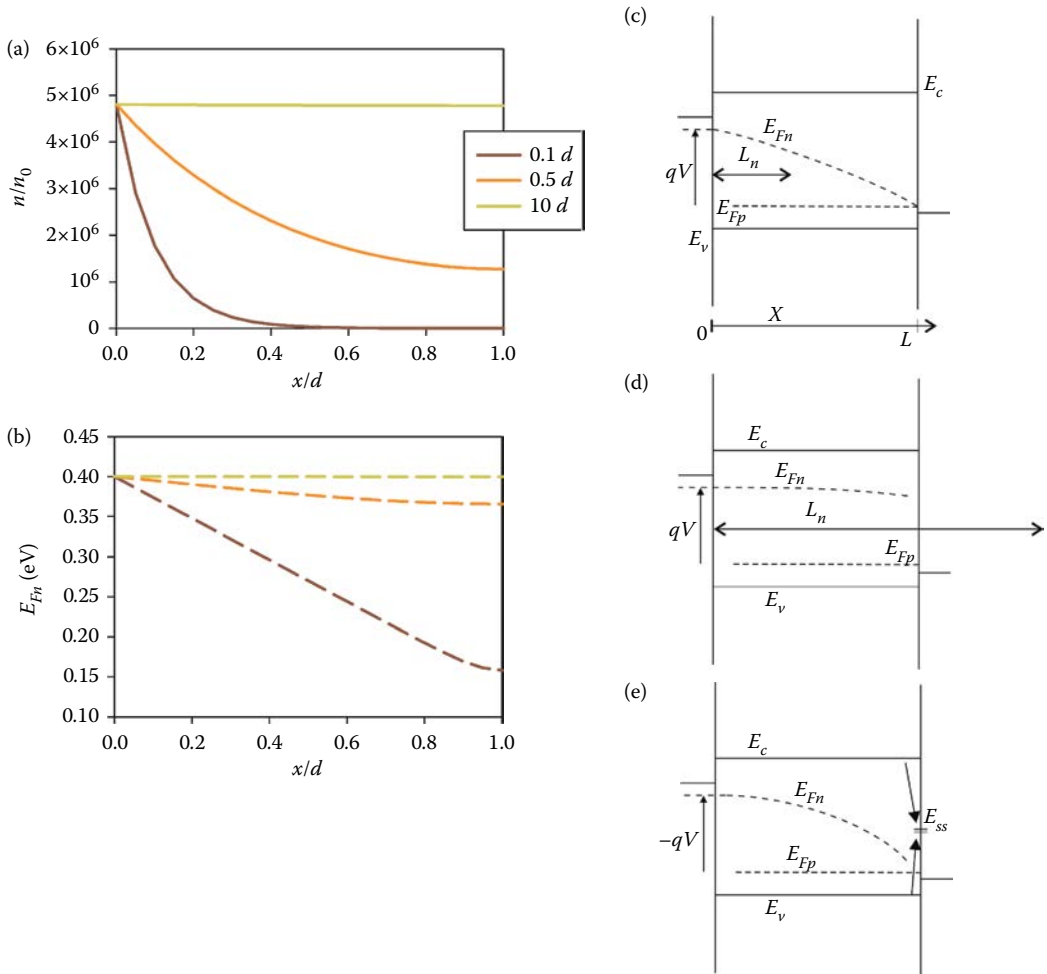 (a)
6×10⁶
5×10⁶
4×10⁶
3×10⁶
2×10⁶
10⁶
0
n/n₀
0.0 0.2 0.4 0.6 0.8 1.0
x/d
0.1 d
0.5 d
10 d
(b)
0.45
0.40
0.35
0.30
0.25
0.20
0.15
0.10
E_Fn (eV)
0.0 0.2 0.4 0.6 0.8 1.0
x/d
(c)
E_c
E_Fn
L_n
qV
E_Fp
E_v
X
0
L
(d)
E_c
E_Fn
L_n
qV
E_Fp
E_v
(e)
E_c
E_Fn
E_ss
−qV
E_Fp
E_v